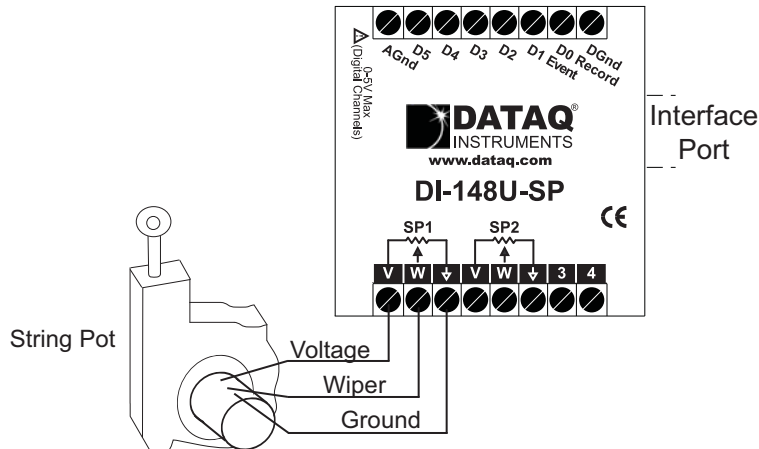 AGnd D5 D4 D3 D2 D1 D0 DGnd
Event Record
0-5V Max
(Digital Channels)
DATAQ®
INSTRUMENTS
www.dataq.com
Interface
Port
DI-148U-SP
CE
SP1 SP2
V W V W 3 4
String Pot
Voltage
Wiper
Ground